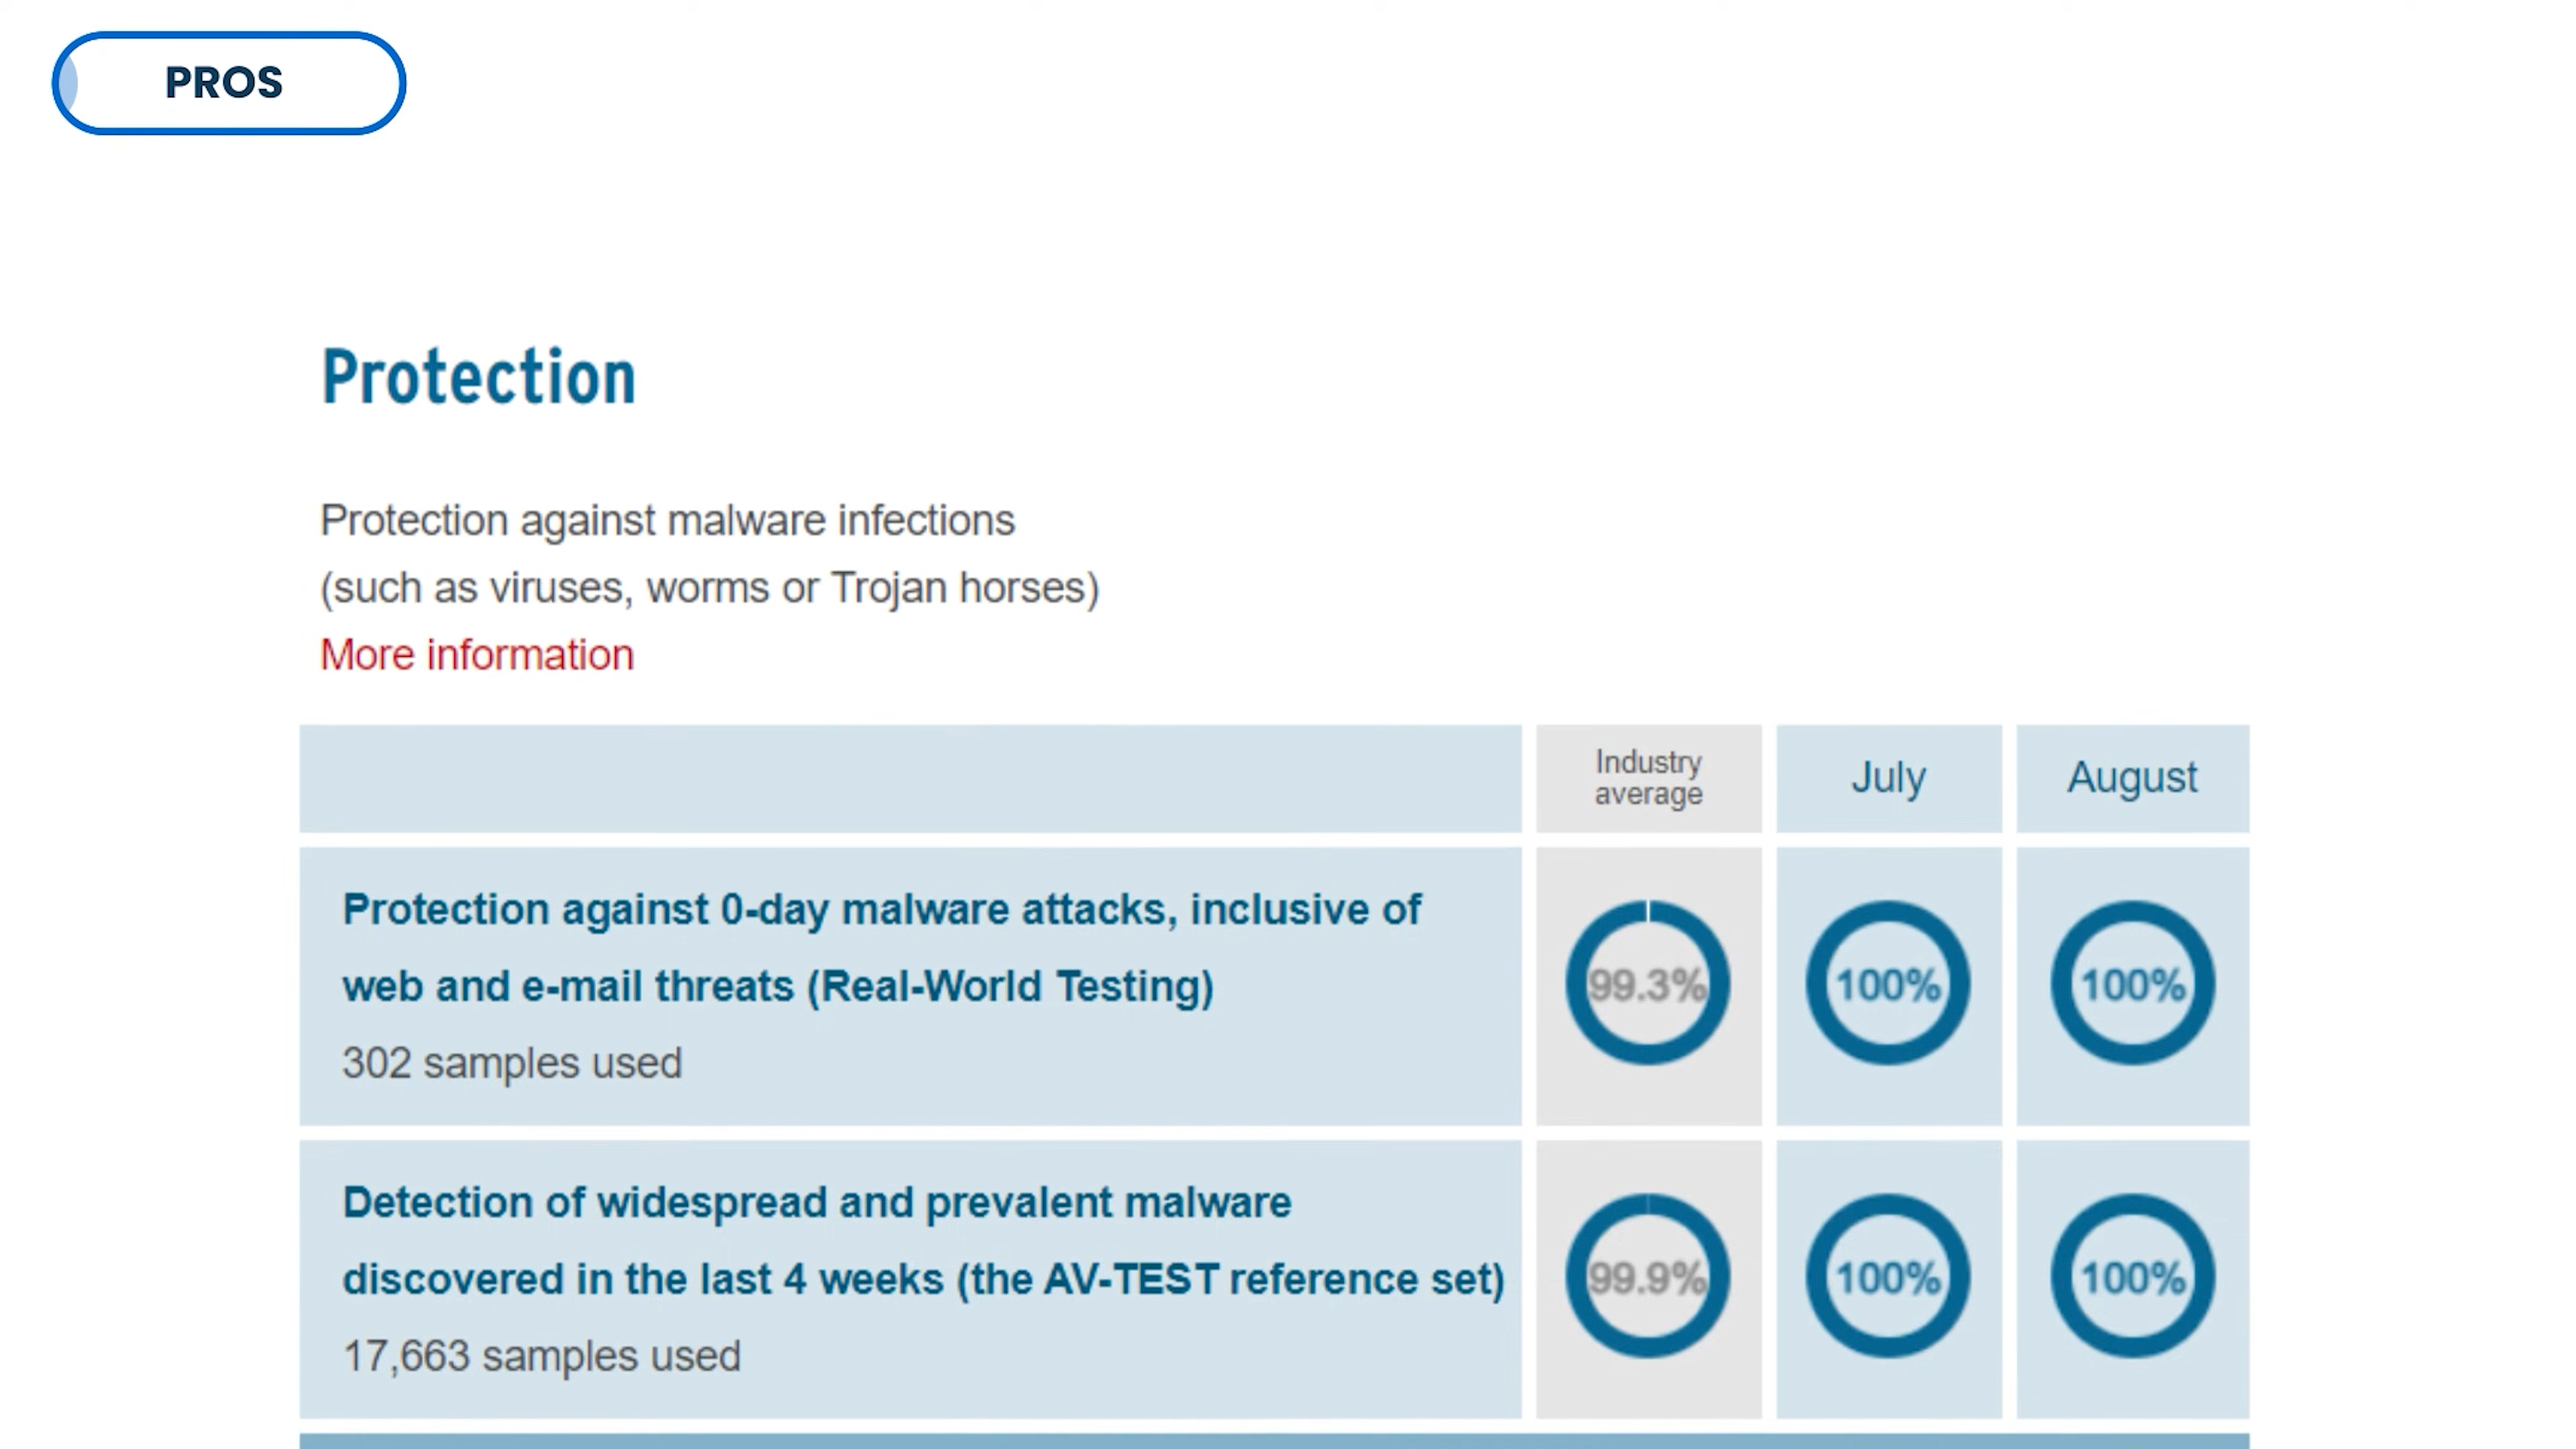 PROS
Protection
Protection against malware infections
(such as viruses, worms or Trojan horses)
More information
Industry
average
July
August
Protection against 0-day malware attacks, inclusive of
web and e-mail threats (Real-World Testing)
302 samples used
99.3%
100%
100%
Detection of widespread and prevalent malware
discovered in the last 4 weeks (the AV-TEST reference set)
17,663 samples used
99.9%
100%
100%